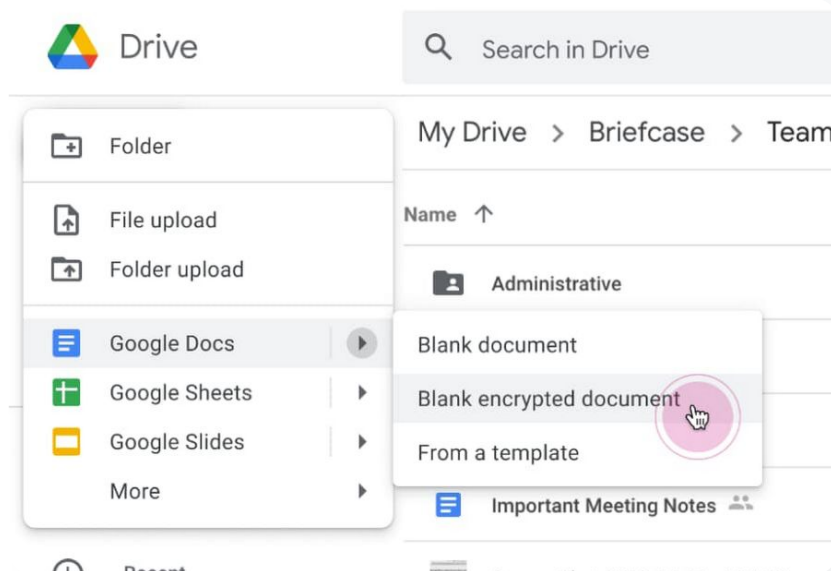 Drive
Search in Drive
Folder
File upload
Folder upload
Google Docs
Google Sheets
Google Slides
More
My Drive > Briefcase > Team
Name
Administrative
Blank document
Blank encrypted document
From a template
Important Meeting Notes
Recent